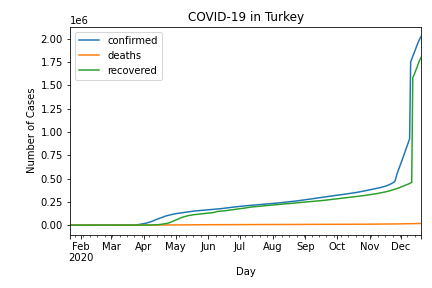 COVID-19 in Turkey
1e6
confirmed
deaths
recovered
2.00
1.75
1.50
1.25
1.00
0.75
0.50
0.25
0.00
Number of Cases
Feb Mar Apr May Jun Jul Aug Sep Oct Nov Dec
2020
Day